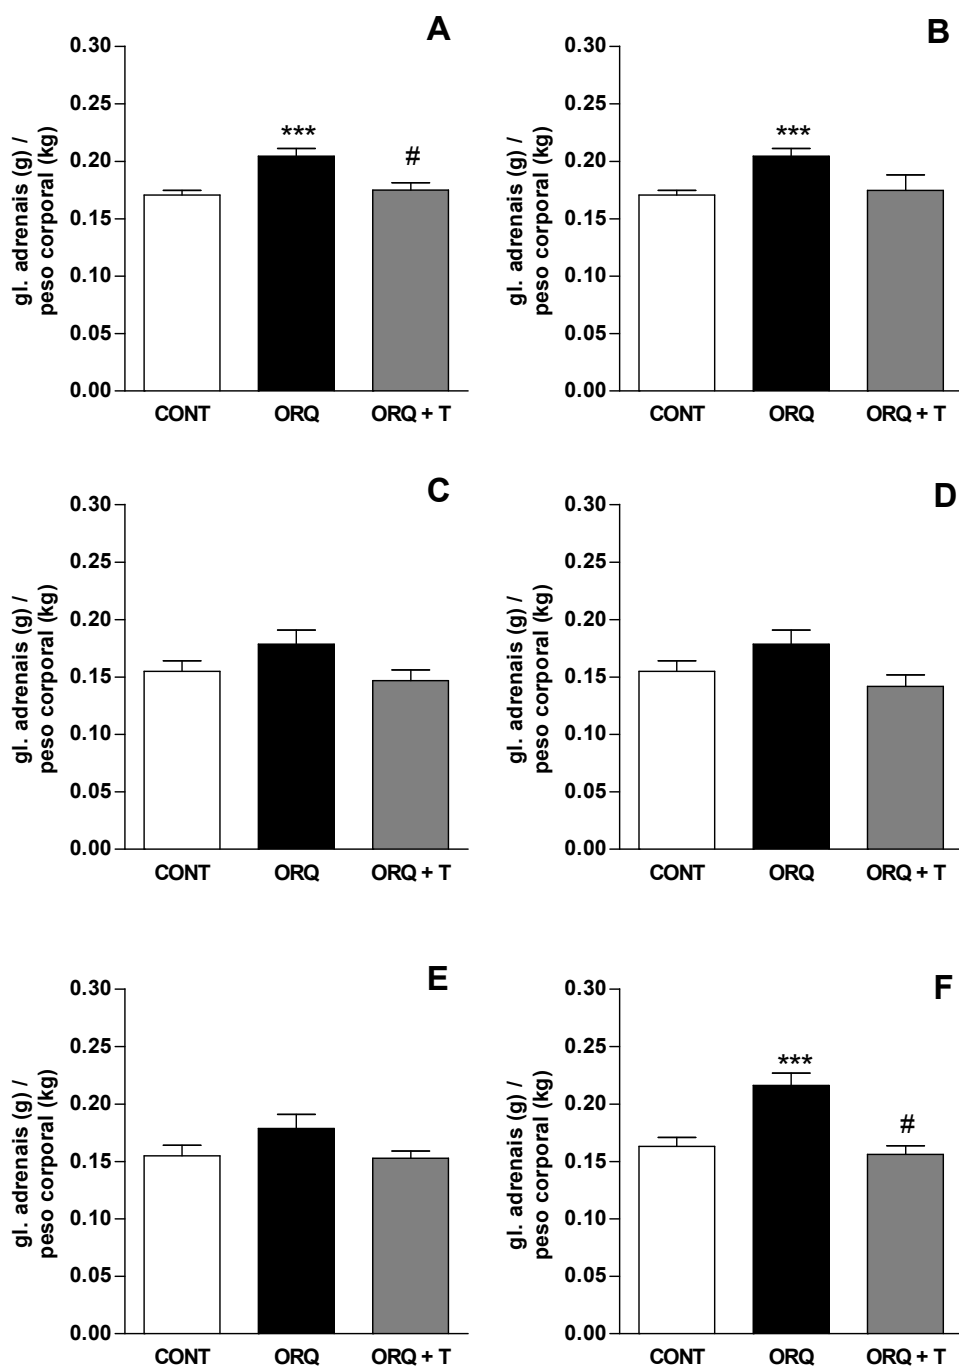 A
gl. adrenais (g) /
peso corporal (kg)
0.30
0.25
0.20
0.15
0.10
0.05
0.00
***
#
CONT ORQ ORQ + T
B
gl. adrenais (g) /
peso corporal (kg)
0.30
0.25
0.20
0.15
0.10
0.05
0.00
***
CONT ORQ ORQ + T
C
gl. adrenais (g) /
peso corporal (kg)
0.30
0.25
0.20
0.15
0.10
0.05
0.00
CONT ORQ ORQ + T
D
gl. adrenais (g) /
peso corporal (kg)
0.30
0.25
0.20
0.15
0.10
0.05
0.00
CONT ORQ ORQ + T
E
gl. adrenais (g) /
peso corporal (kg)
0.30
0.25
0.20
0.15
0.10
0.05
0.00
CONT ORQ ORQ + T
F
gl. adrenais (g) /
peso corporal (kg)
0.30
0.25
0.20
0.15
0.10
0.05
0.00
***
#
CONT ORQ ORQ + T